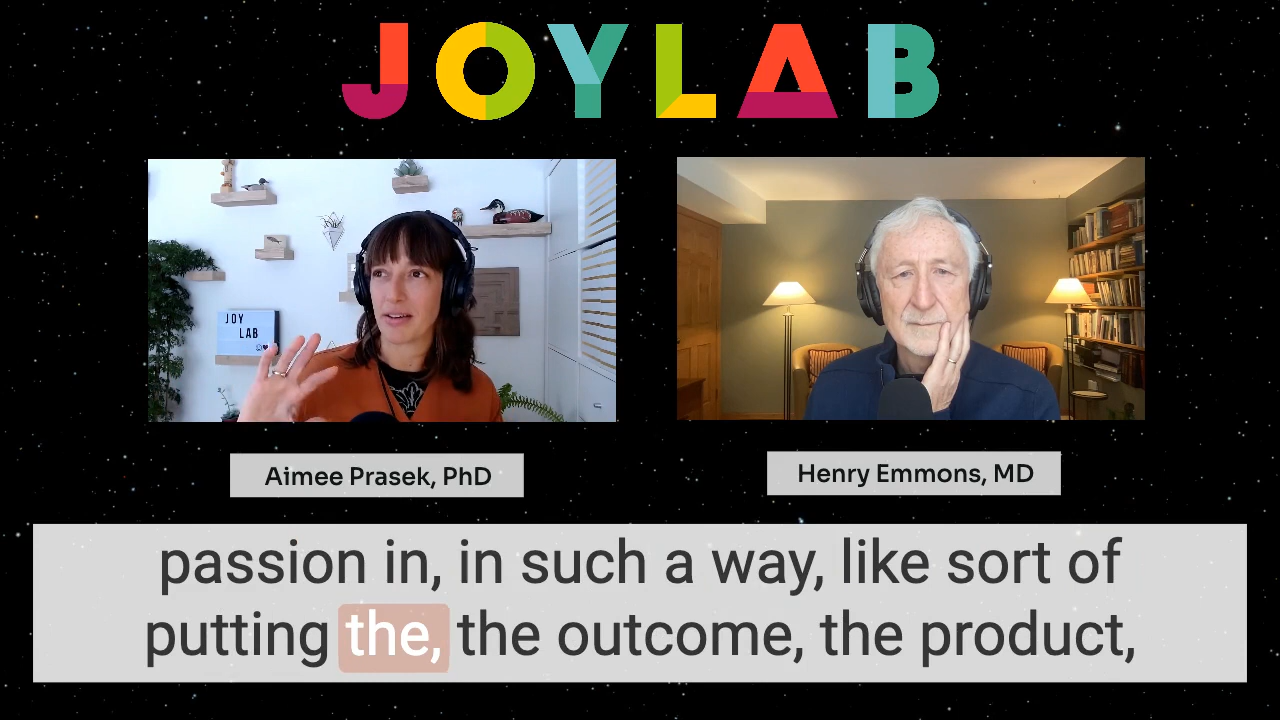 JOYLAB
JOY
LAB
Aimee Prasek, PhD
Henry Emmons, MD
passion in, in such a way, like sort of
putting the, the outcome, the product,